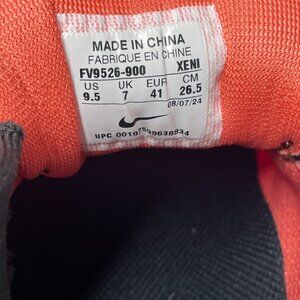 MADE IN CHINA
FABRIQUE EN CHINE
FV9526-900 XENI
US UK EUR CM
9.5 7 41 26.5
08/07/24
UPC